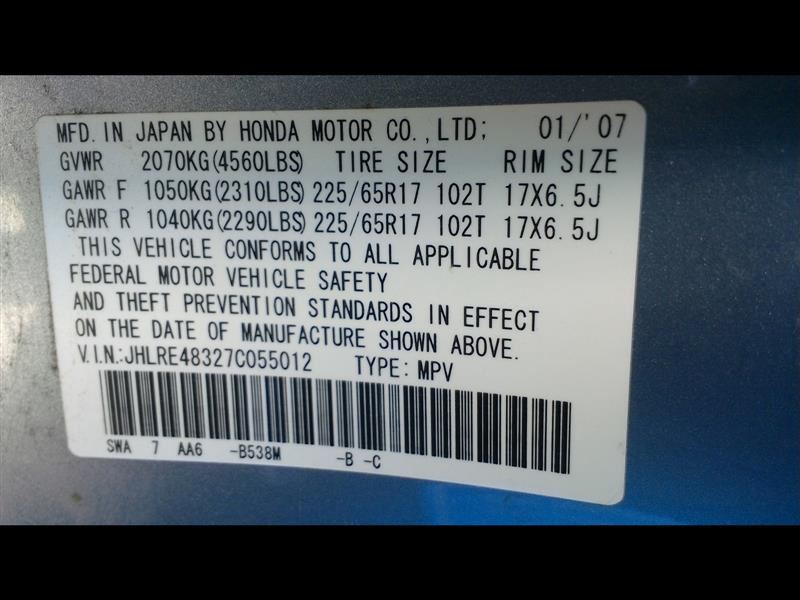 MFD. IN JAPAN BY HONDA MOTOR CO.,LTD; 01/'07
GVWR 2070KG(4560LBS) TIRE SIZE RIM SIZE
GAWR F 1050KG(2310LBS) 225/65R17 102T 17X6.5J
GAWR R 1040KG(2290LBS) 225/65R17 102T 17X6.5J
THIS VEHICLE CONFORMS TO ALL APPLICABLE
FEDERAL MOTOR VEHICLE SAFETY
AND THEFT PREVENTION STANDARDS IN EFFECT
ON THE DATE OF MANUFACTURE SHOWN ABOVE.
V.I.N.:JHLRE48327C055012 TYPE: MPV
SWA 7 AA6 -B538M -B -C